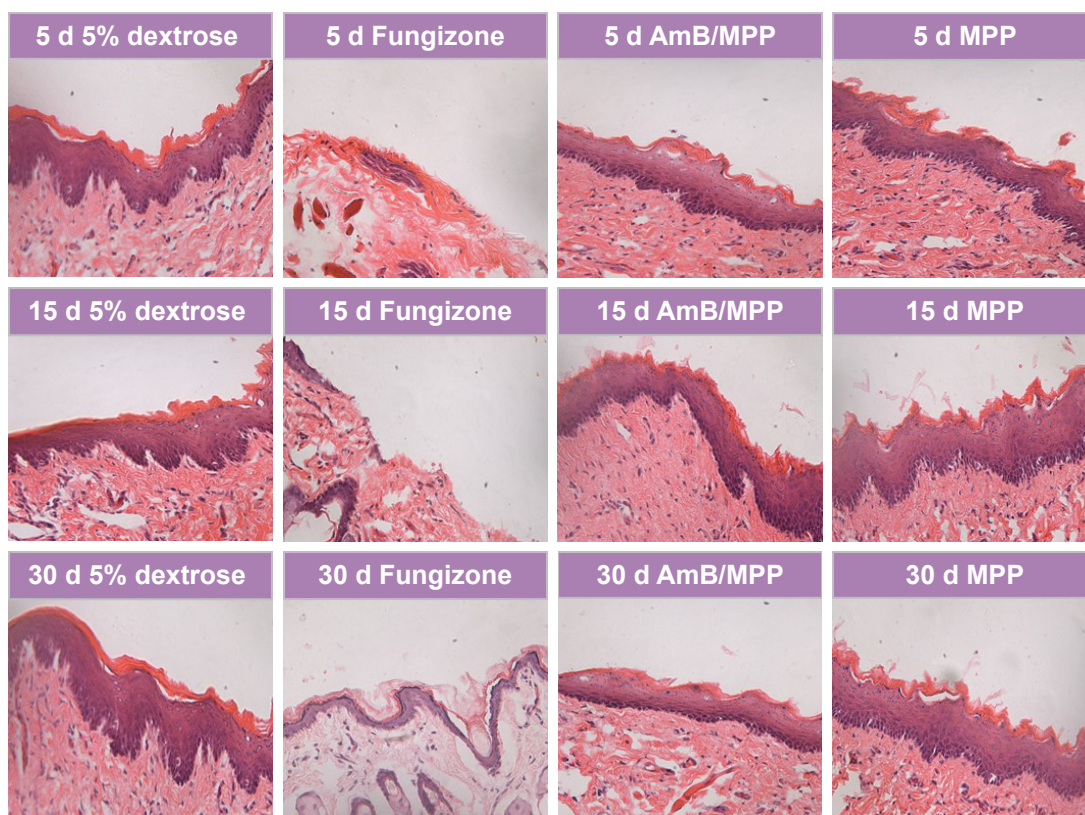 5 d 5% dextrose
5 d Fungizone
5 d AmB/MPP
5 d MPP
15 d 5% dextrose
15 d Fungizone
15 d AmB/MPP
15 d MPP
30 d 5% dextrose
30 d Fungizone
30 d AmB/MPP
30 d MPP